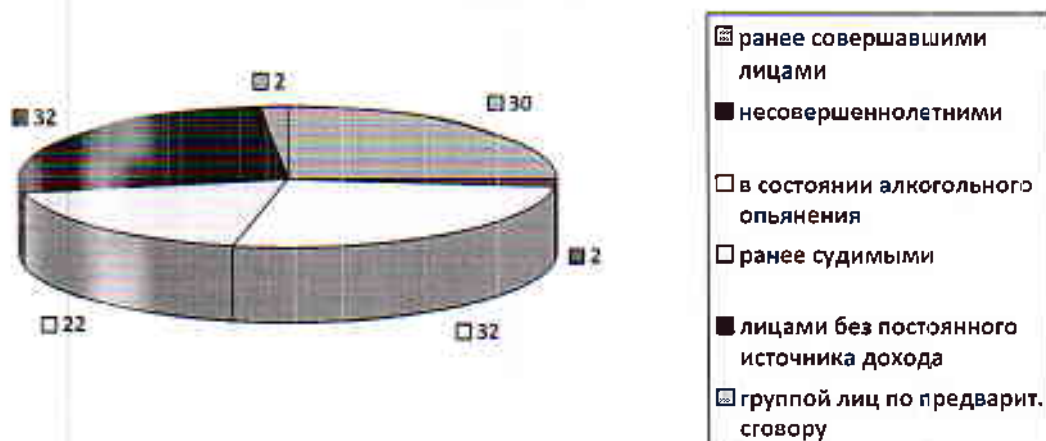 2
30
32
2
22
32
ранее совершавшими
лицами
несовершеннолетними
в состоянии алкогольного
опьянения
ранее судимыми
лицами без постоянного
источника дохода
группой лиц по предварит.
сговору